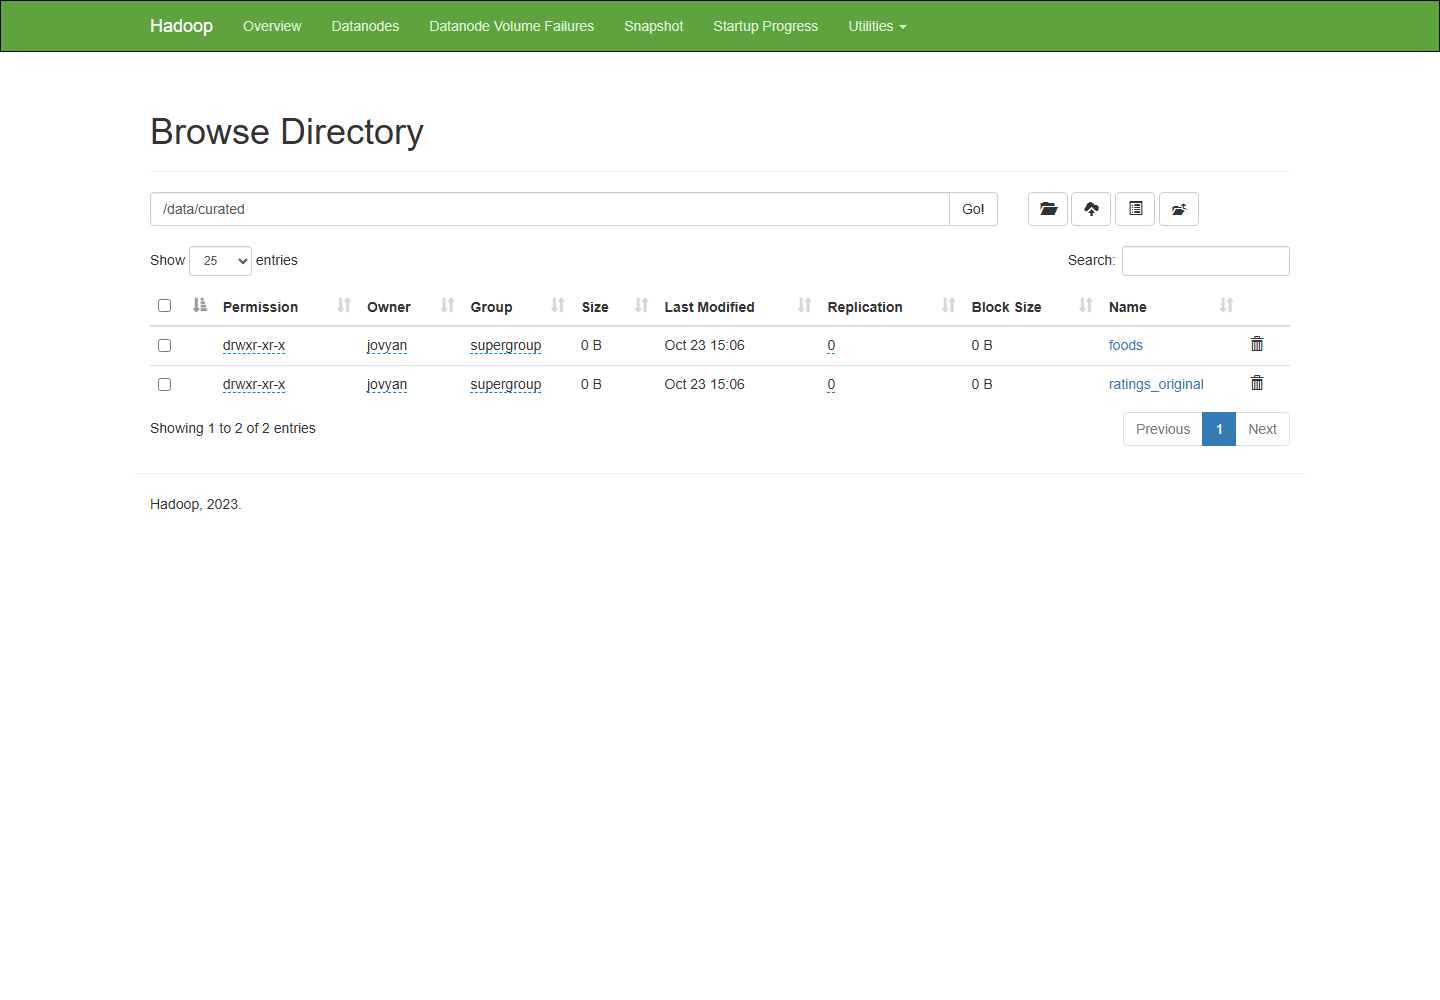 Hadoop Overview Datanodes Datanode Volume Failures Snapshot Startup Progress Utilities
Browse Directory
/data/curated Go!
Show 25 entries Search:
Permission Owner Group Size Last Modified Replication Block Size Name
drwxr-xr-x jovyan supergroup 0 B Oct 23 15:06 0 0 B foods
drwxr-xr-x jovyan supergroup 0 B Oct 23 15:06 0 0 B ratings_original
Showing 1 to 2 of 2 entries Previous 1 Next
Hadoop, 2023.